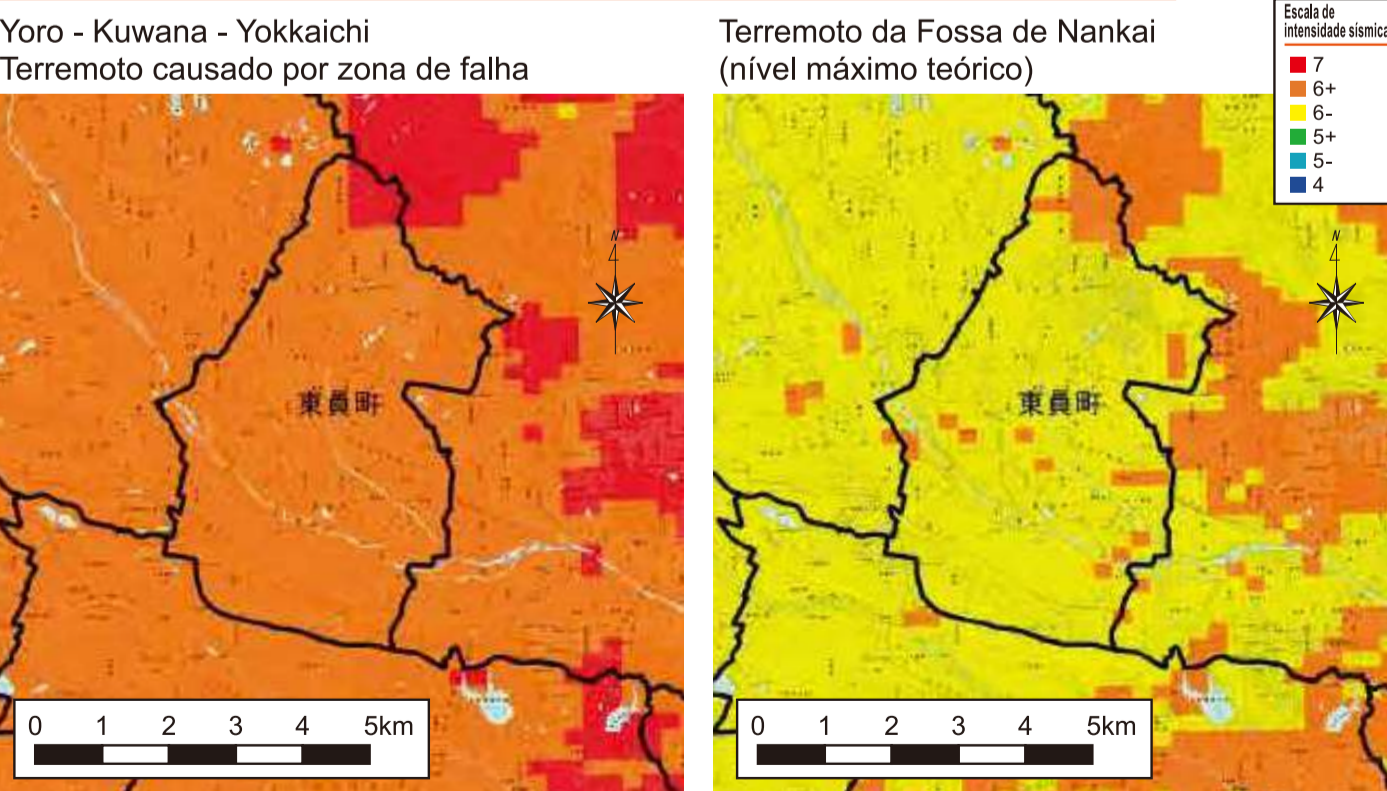 Yoro - Kuwana - Yokkaichi
Terremoto causado por zona de falha
Terremoto da Fossa de Nankai
(nível máximo teórico)
Escala de
intensidade sísmica
7
6+
6-
5+
5-
4
N
東員町
0 1 2 3 4 5km
N
東員町
0 1 2 3 4 5km